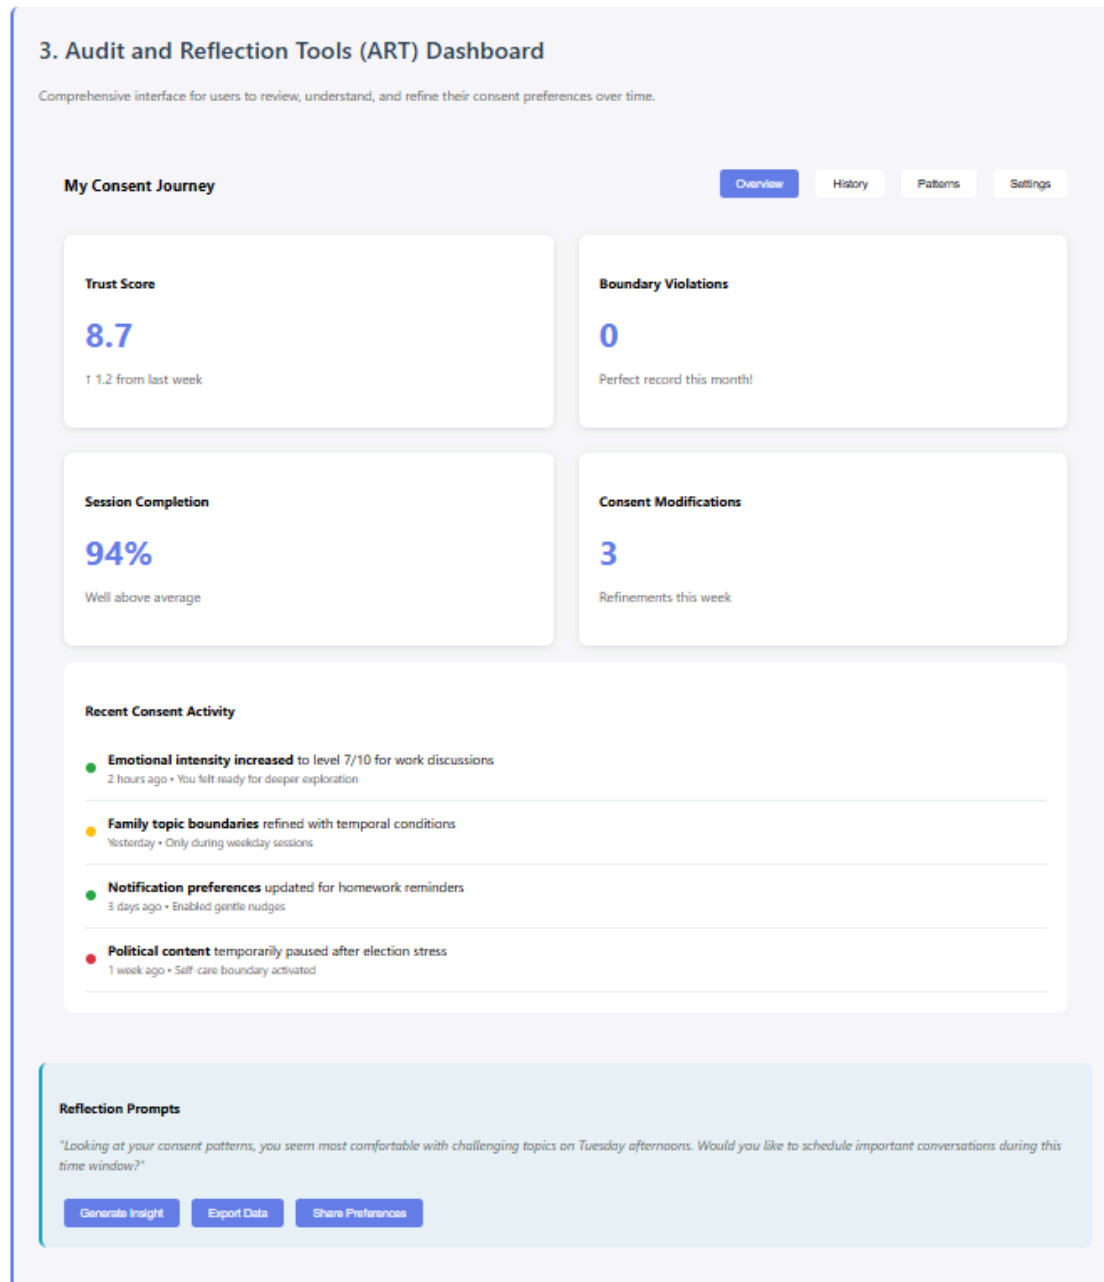 3. Audit and Reflection Tools (ART) Dashboard
Comprehensive interface for users to review, understand, and refine their consent preferences over time.
My Consent Journey
Overview
History
Patterns
Settings
Trust Score
8.7
↑ 1.2 from last week
Boundary Violations
0
Perfect record this month!
Session Completion
94%
Well above average
Consent Modifications
3
Refinements this week
Recent Consent Activity
Emotional intensity increased to level 7/10 for work discussions
2 hours ago • You felt ready for deeper exploration
Family topic boundaries refined with temporal conditions
Yesterday • Only during weekday sessions
Notification preferences updated for homework reminders
3 days ago • Enabled gentle nudges
Political content temporarily paused after election stress
1 week ago • Self-care boundary activated
Reflection Prompts
"Looking at your consent patterns, you seem most comfortable with challenging topics on Tuesday afternoons. Would you like to schedule important conversations during this
time window?"
Generate Insight
Export Data
Share Preferences